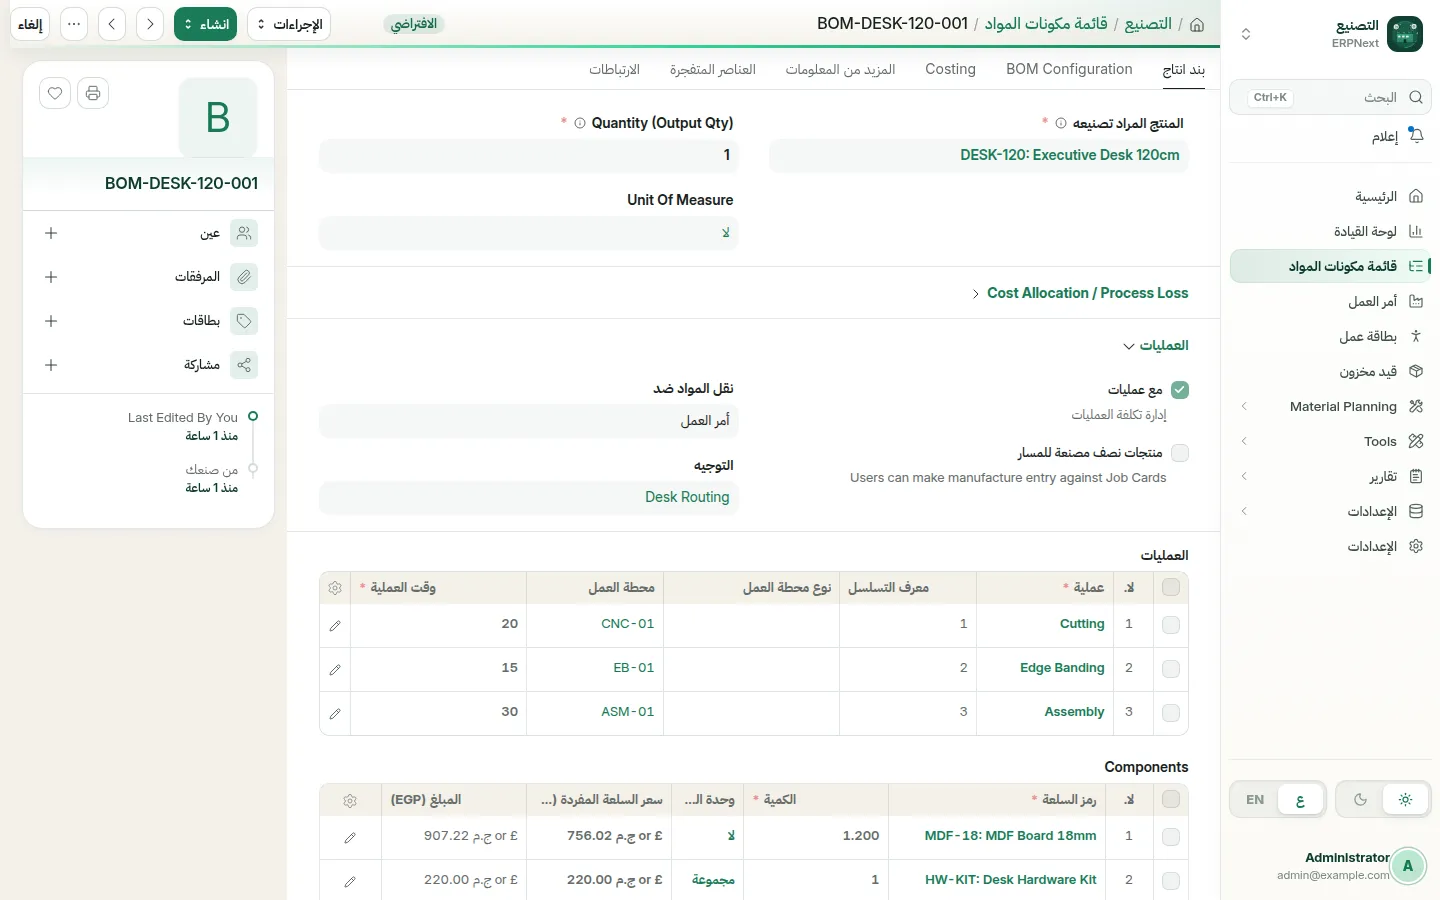 التصنيع
ERPNext
البحث
Ctrl+K
إعلام
الرئيسية
لوحة القيادة
قائمة مكونات المواد
أمر العمل
بطاقة عمل
قيد مخزون
Material Planning
Tools
تقارير
الإعدادات
الإعدادات
EN
ع
Administrator
admin@example.com
A
التصنيع / قائمة مكونات المواد / BOM-DESK-120-001
الافتراضي
الإجراءات
انشاء
إلغاء
بند انتاج
BOM Configuration
Costing
المزيد من المعلومات
العناصر المتفجرة
الارتباطات
المنتج المراد تصنيعه *
DESK-120: Executive Desk 120cm
Quantity (Output Qty) *
1
Unit Of Measure
لا
Cost Allocation / Process Loss
العمليات
مع عمليات
إدارة تكلفة العمليات
منتجات نصف مصنعة للمسار
Users can make manufacture entry against Job Cards
نقل المواد ضد
أمر العمل
التوجيه
Desk Routing
العمليات
لا. عملية * معرف التسلسل نوع محطة العمل محطة العمل وقت العملية *
1 Cutting 1 CNC-01 20
2 Edge Banding 2 EB-01 15
3 Assembly 3 ASM-01 30
Components
لا. رمز السلعة * الكمية * وحدة الـ... سعر السلعة المفردة (... المبلغ (EGP)
1 MDF-18: MDF Board 18mm 1.200 لا £ or ج.م 756.02 £ or ج.م 907.22
2 HW-KIT: Desk Hardware Kit 1 مجموعة £ or ج.م 220.00 £ or ج.م 220.00
B
BOM-DESK-120-001
عين
المرفقات
بطاقات
مشاركة
Last Edited By You
منذ 1 ساعة
من صنعك
منذ 1 ساعة